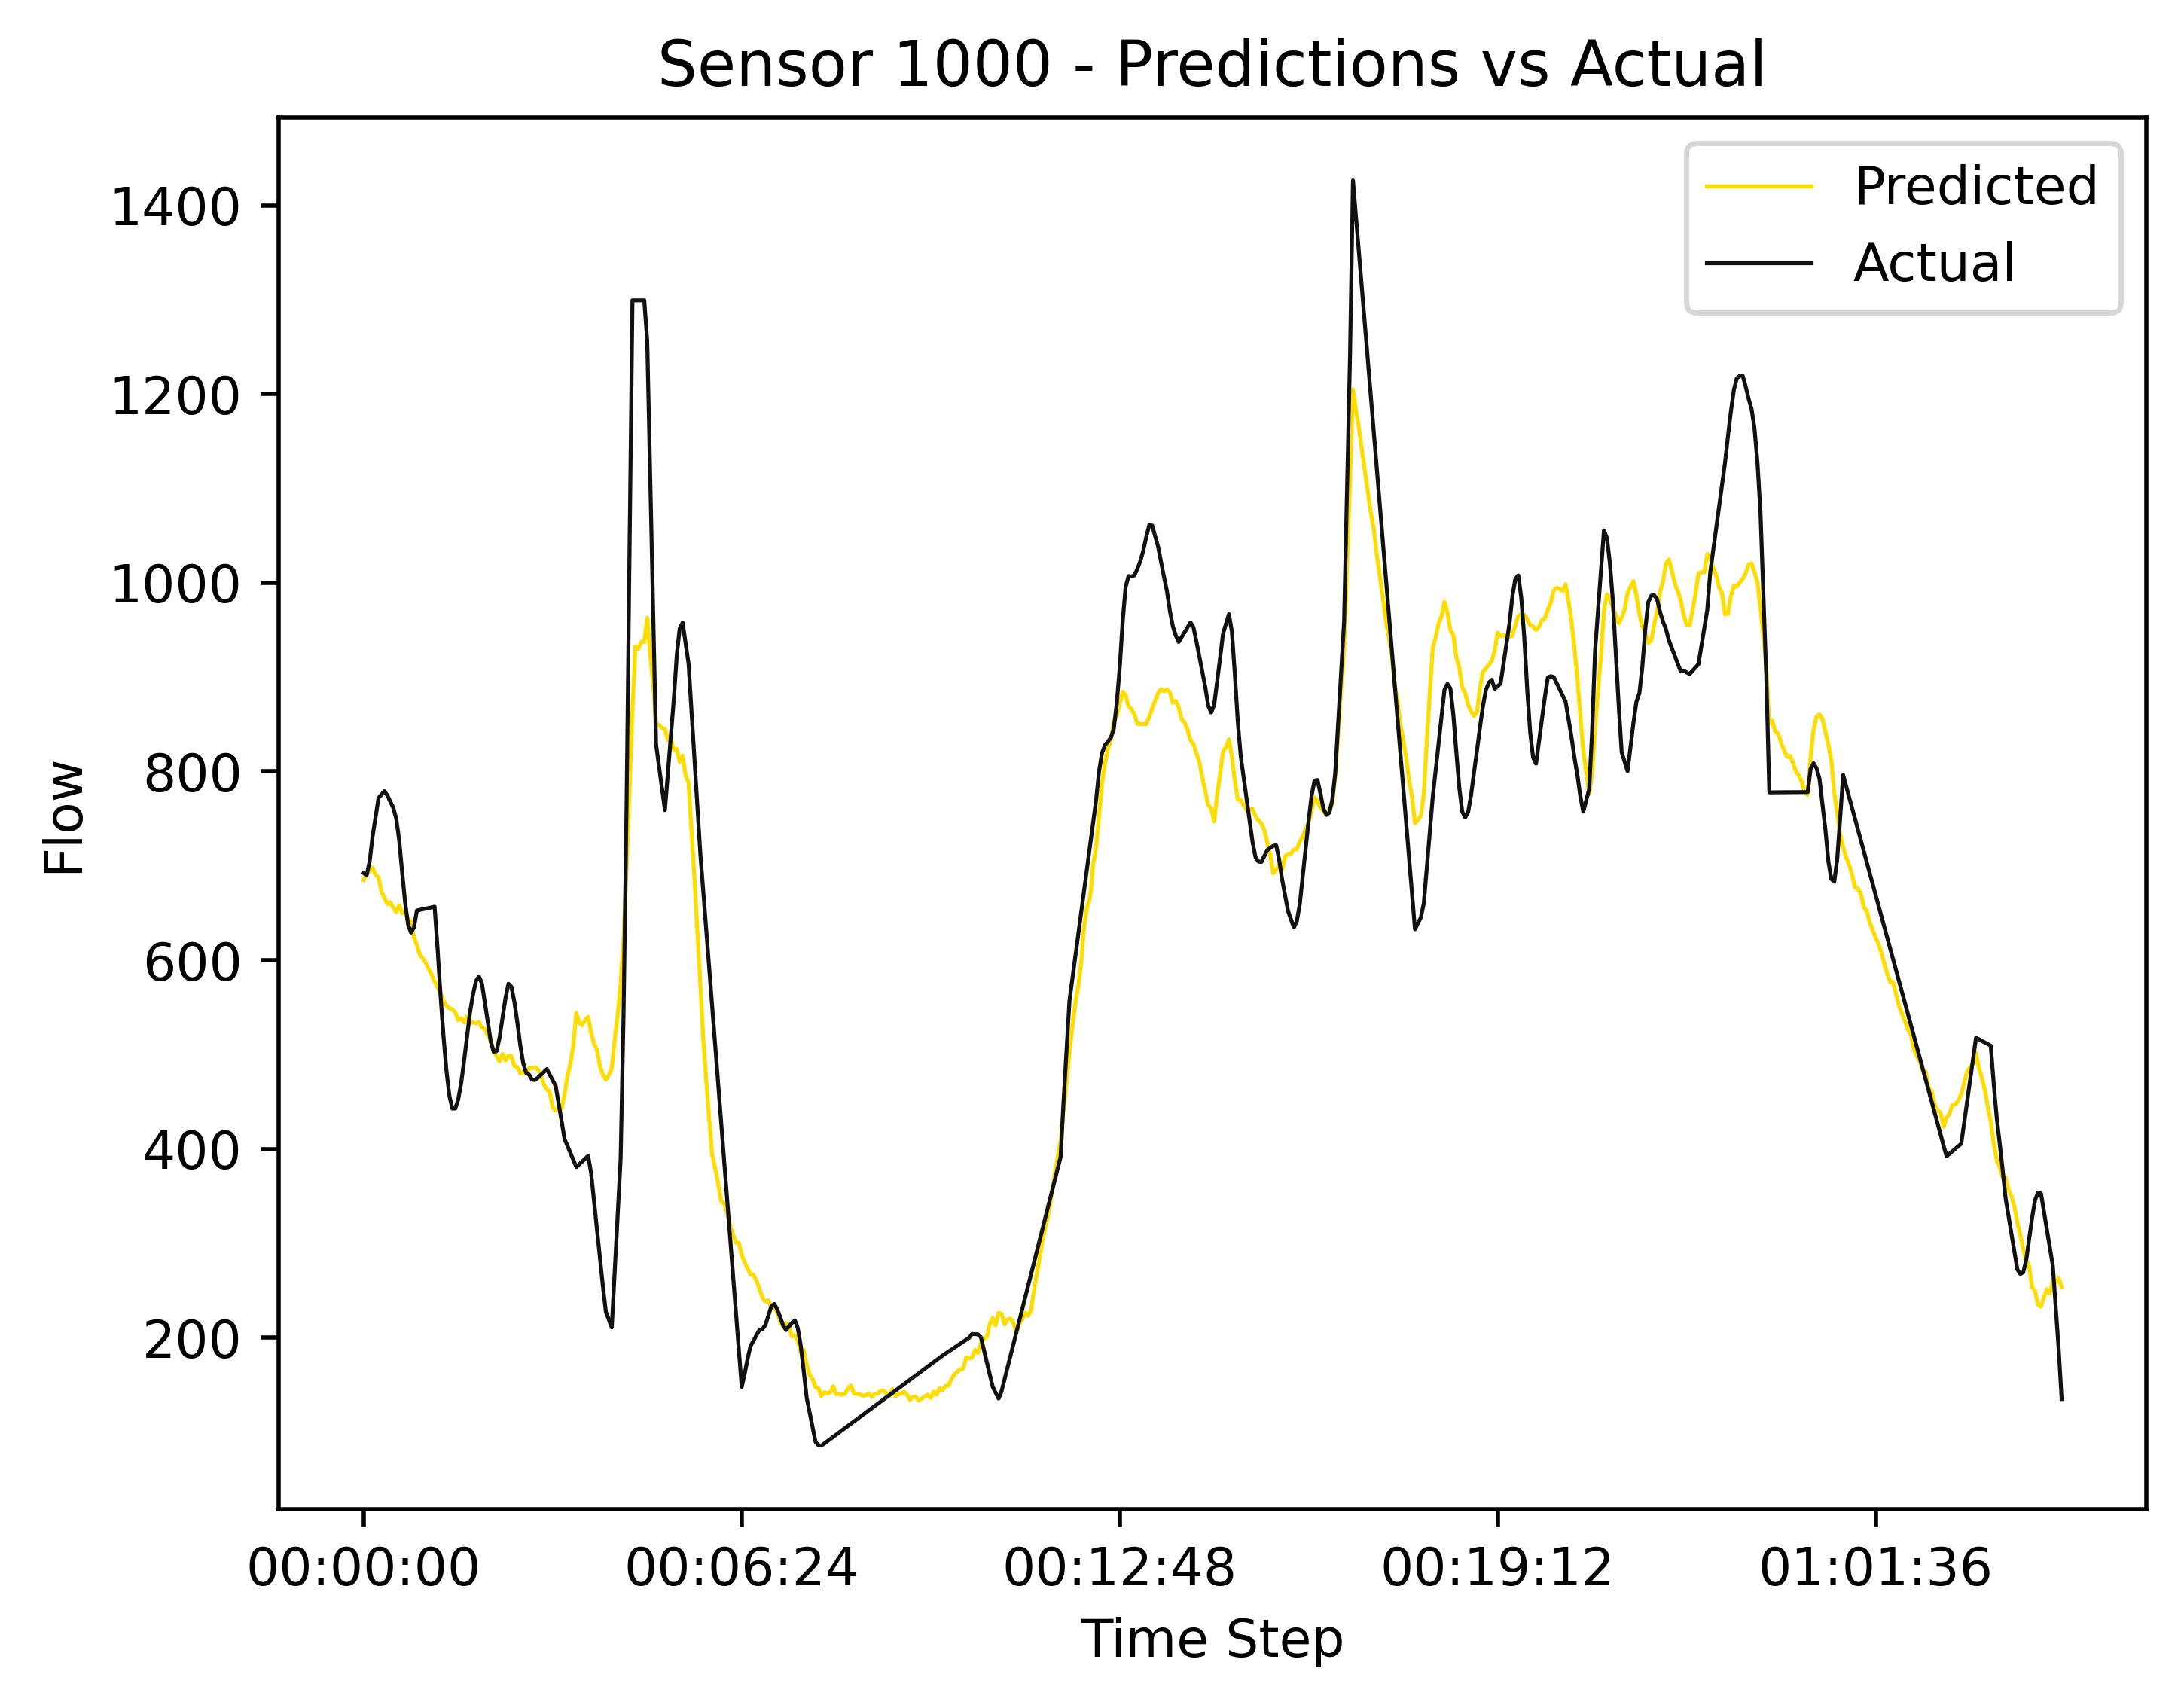 Sensor 1000 - Predictions vs Actual
Predicted
Actual
1400
1200
1000
800
600
400
200
Flow
00:00:00
00:06:24
00:12:48
00:19:12
01:01:36
Time Step